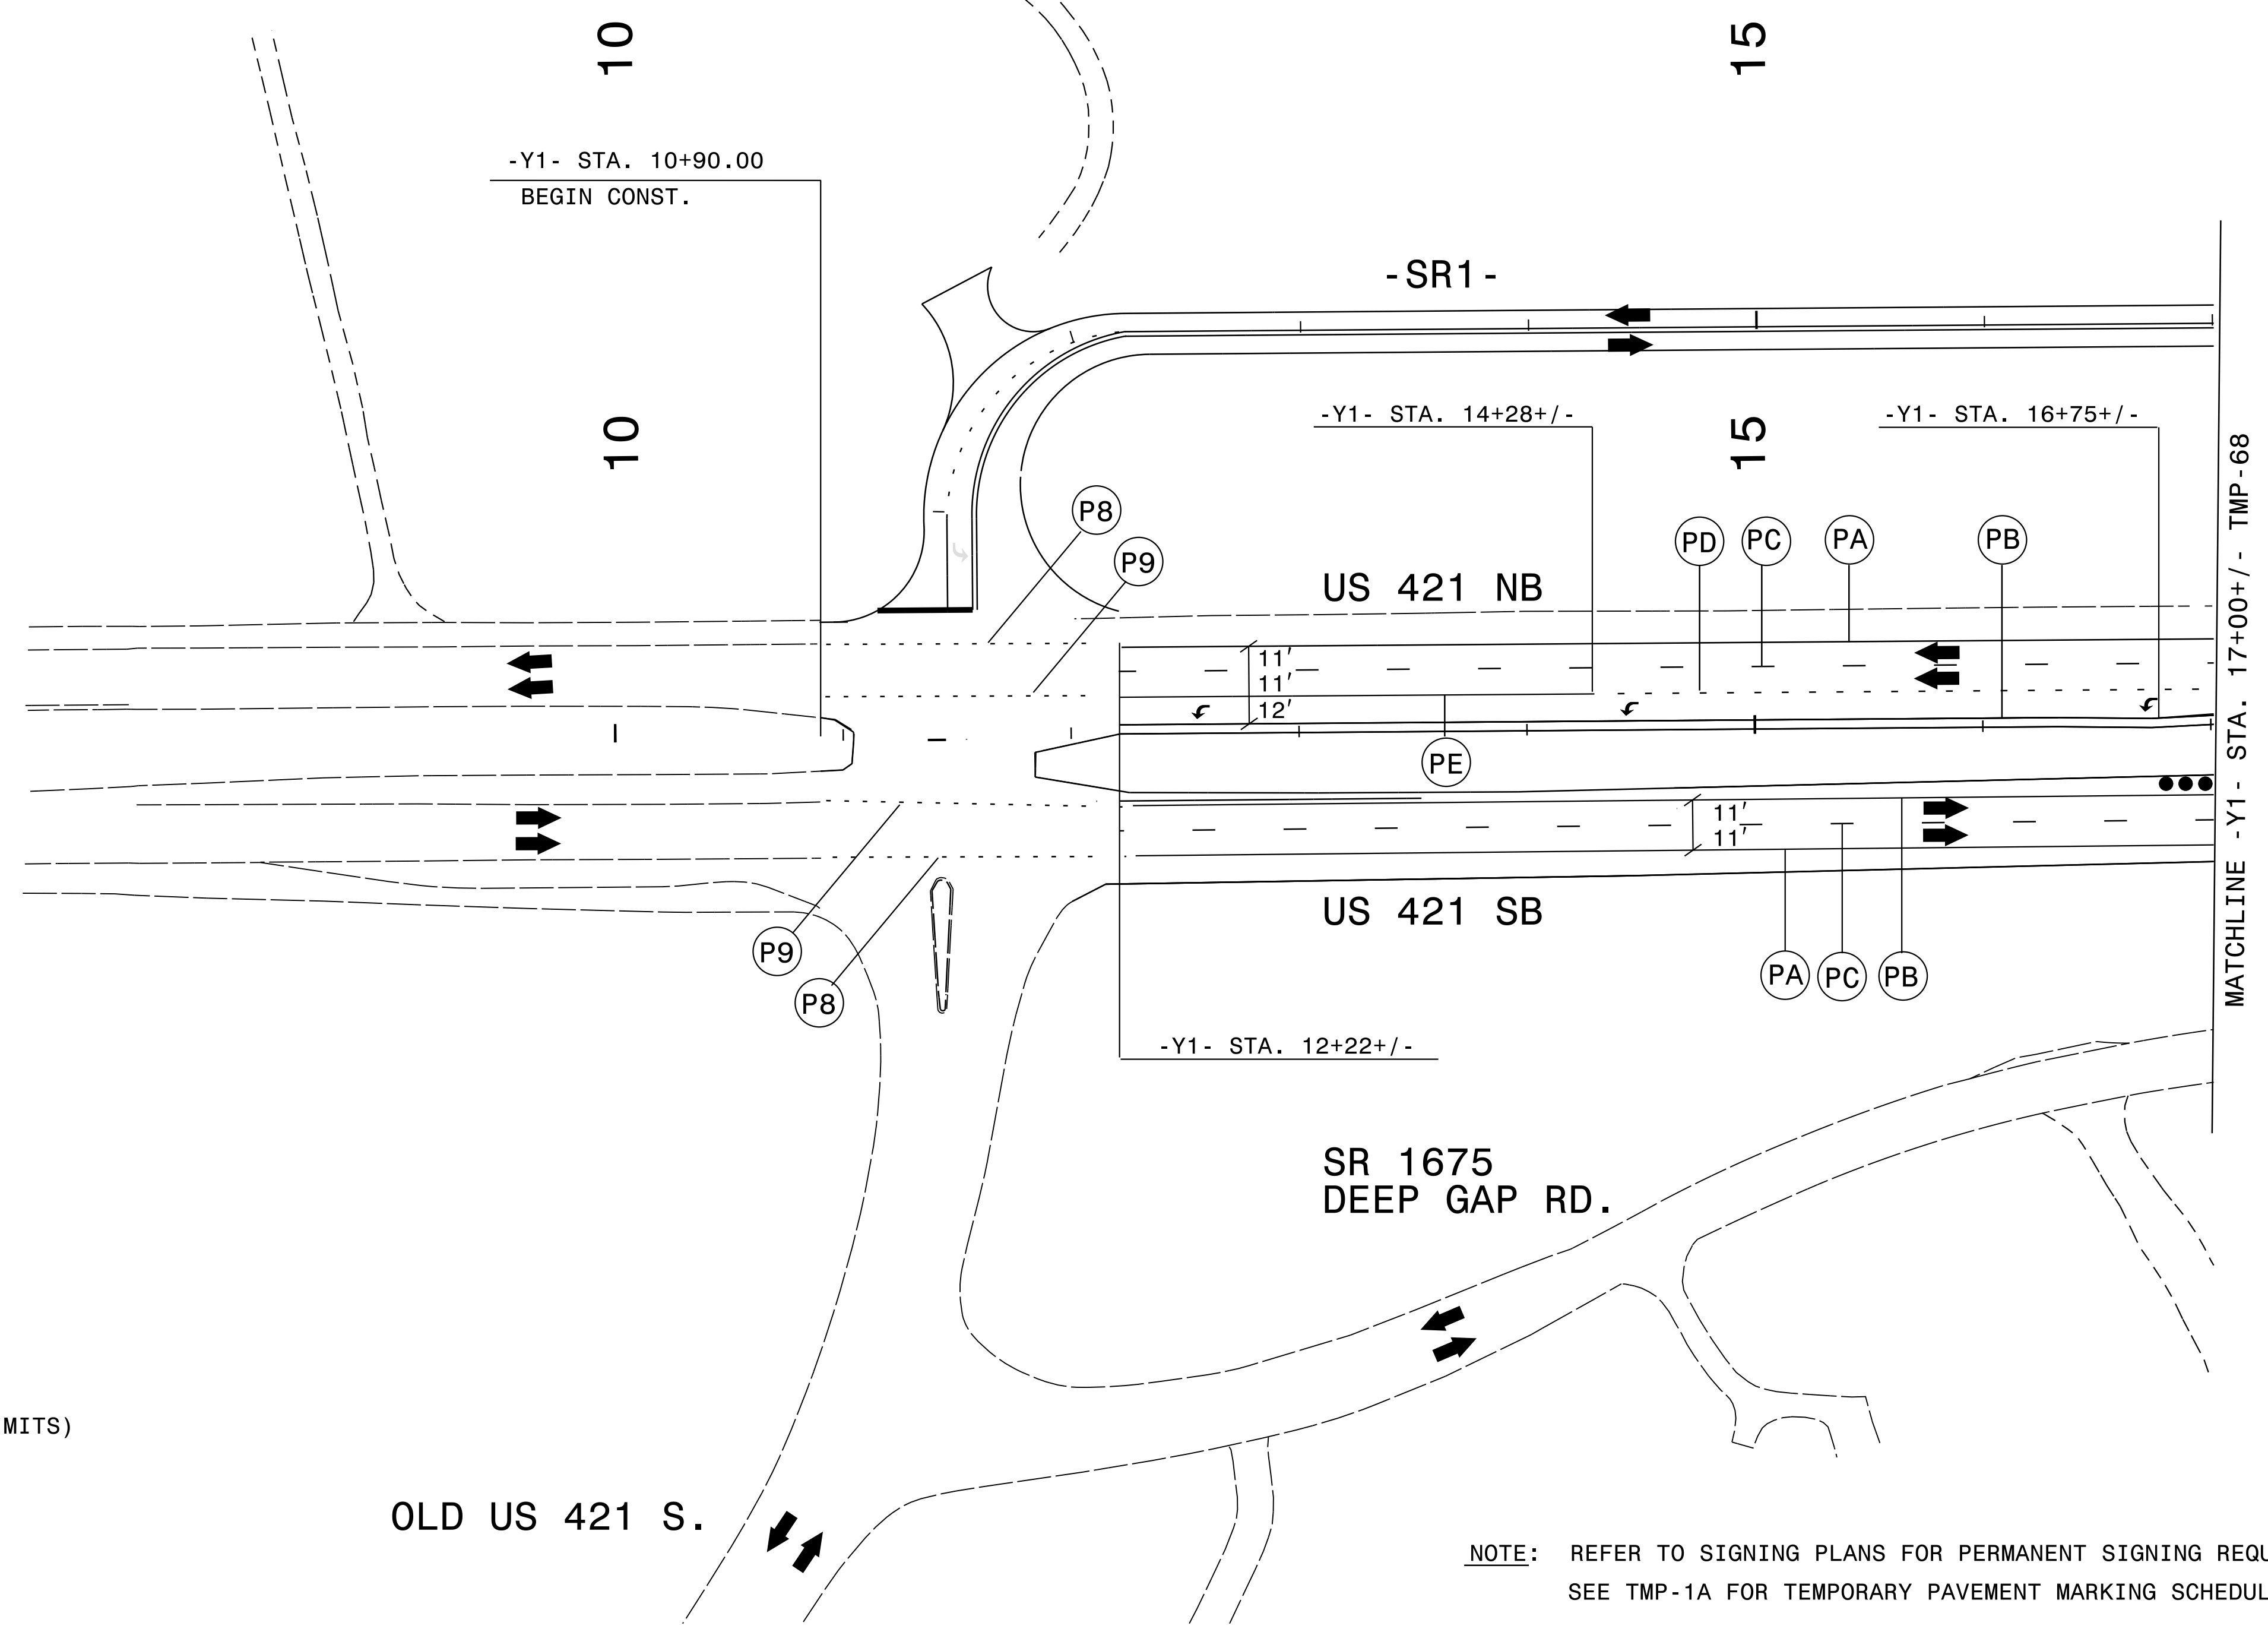 10
15
-Y1- STA. 10+90.00
BEGIN CONST.
-SR1-
-Y1- STA. 14+28+/-
-Y1- STA. 16+75+/-
10
15
P8
P9
PD
PC
PA
PB
US 421 NB
11'
11'
12'
PE
11'
11'
US 421 SB
P9
P8
PA
PC
PB
-Y1- STA. 12+22+/-
MATCHLINE -Y1- STA. 17+00+/- TMP-68
SR 1675
DEEP GAP RD.
MITS)
OLD US 421 S.
NOTE: REFER TO SIGNING PLANS FOR PERMANENT SIGNING REQU
SEE TMP-1A FOR TEMPORARY PAVEMENT MARKING SCHEDUL